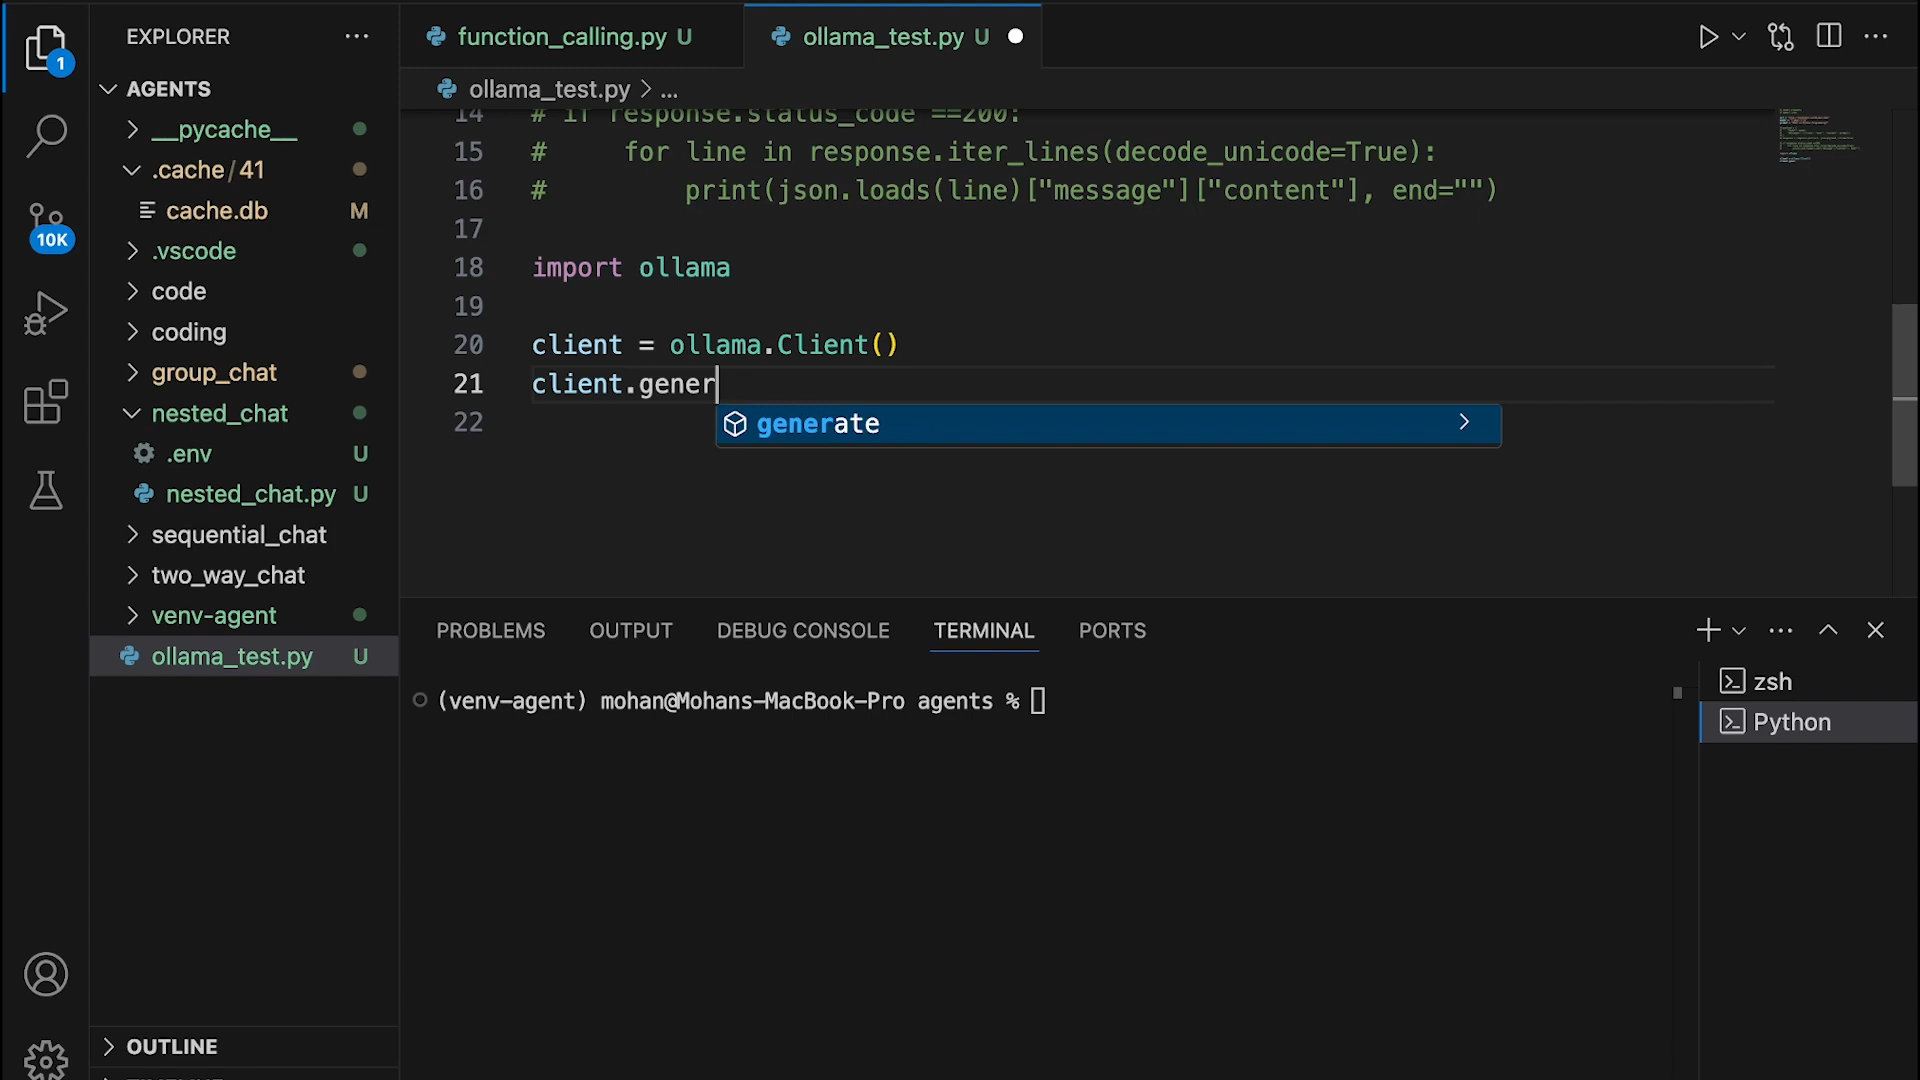 EXPLORER
function_calling.py U
ollama_test.py U
1
AGENTS
ollama_test.py > ...
__pycache__
.cache/41
cache.db M
.vscode
code
coding
group_chat
nested_chat
.env U
nested_chat.py U
sequential_chat
two_way_chat
venv-agent
ollama_test.py U
10K
14 # if response.status_code ==200:
15 #     for line in response.iter_lines(decode_unicode=True):
16 #         print(json.loads(line)["message"]["content"], end="")
17
18 import ollama
19
20 client = ollama.Client()
21 client.gener
22
generate
PROBLEMS OUTPUT DEBUG CONSOLE TERMINAL PORTS
(venv-agent) mohan@Mohans-MacBook-Pro agents %
zsh
Python
OUTLINE